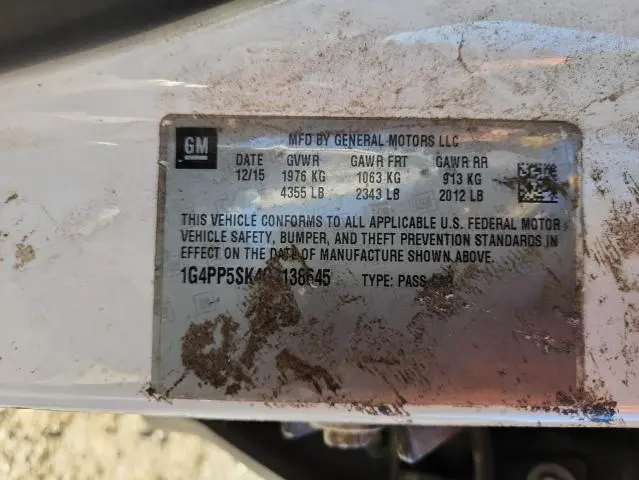 GM
MFD BY GENERAL MOTORS LLC
DATE GVWR GAWR FRT GAWR RR
12/15 1976 KG 1063 KG 913 KG
4355 LB 2343 LB 2012 LB
THIS VEHICLE CONFORMS TO ALL APPLICABLE U.S. FEDERAL MOTOR
VEHICLE SAFETY, BUMPER, AND THEFT PREVENTION STANDARDS IN
EFFECT ON THE DATE OF MANUFACTURE SHOWN ABOVE.
TYPE: PASS CAR